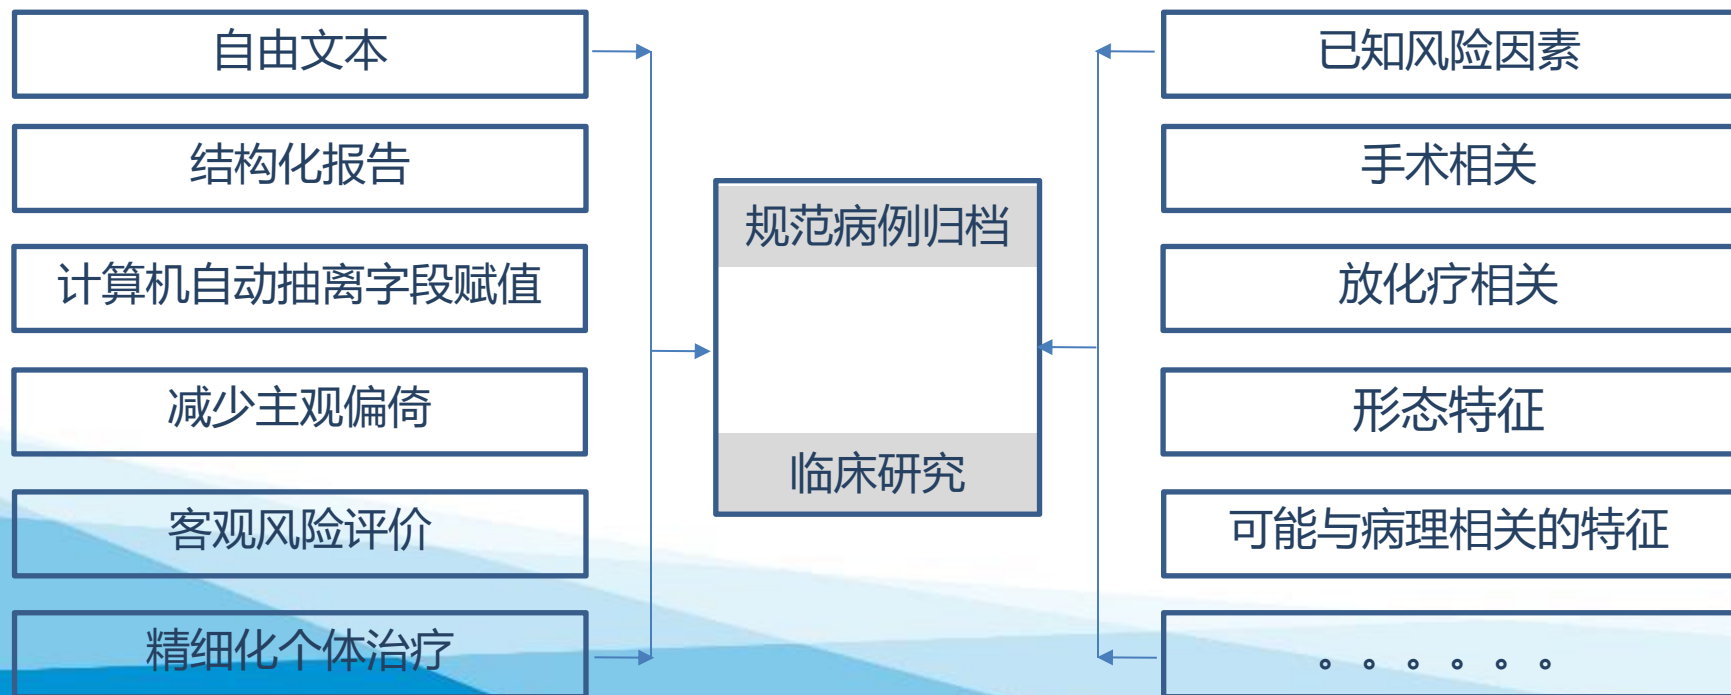 自由文本
结构化报告
计算机自动抽离字段赋值
减少主观偏倚
客观风险评价
精细化个体治疗
规范病例归档
临床研究
已知风险因素
手术相关
放化疗相关
形态特征
可能与病理相关的特征
。。。。。。